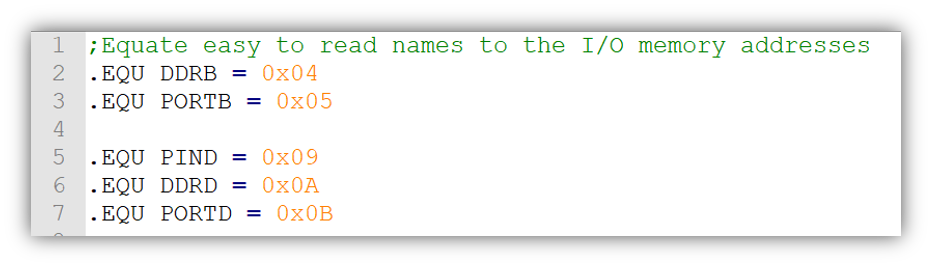 1 ;Equate easy to read names to the I/O memory addresses
2 .EQU DDRB = 0x04
3 .EQU PORTB = 0x05
4
5 .EQU PIND = 0x09
6 .EQU DDRD = 0x0A
7 .EQU PORTD = 0x0B